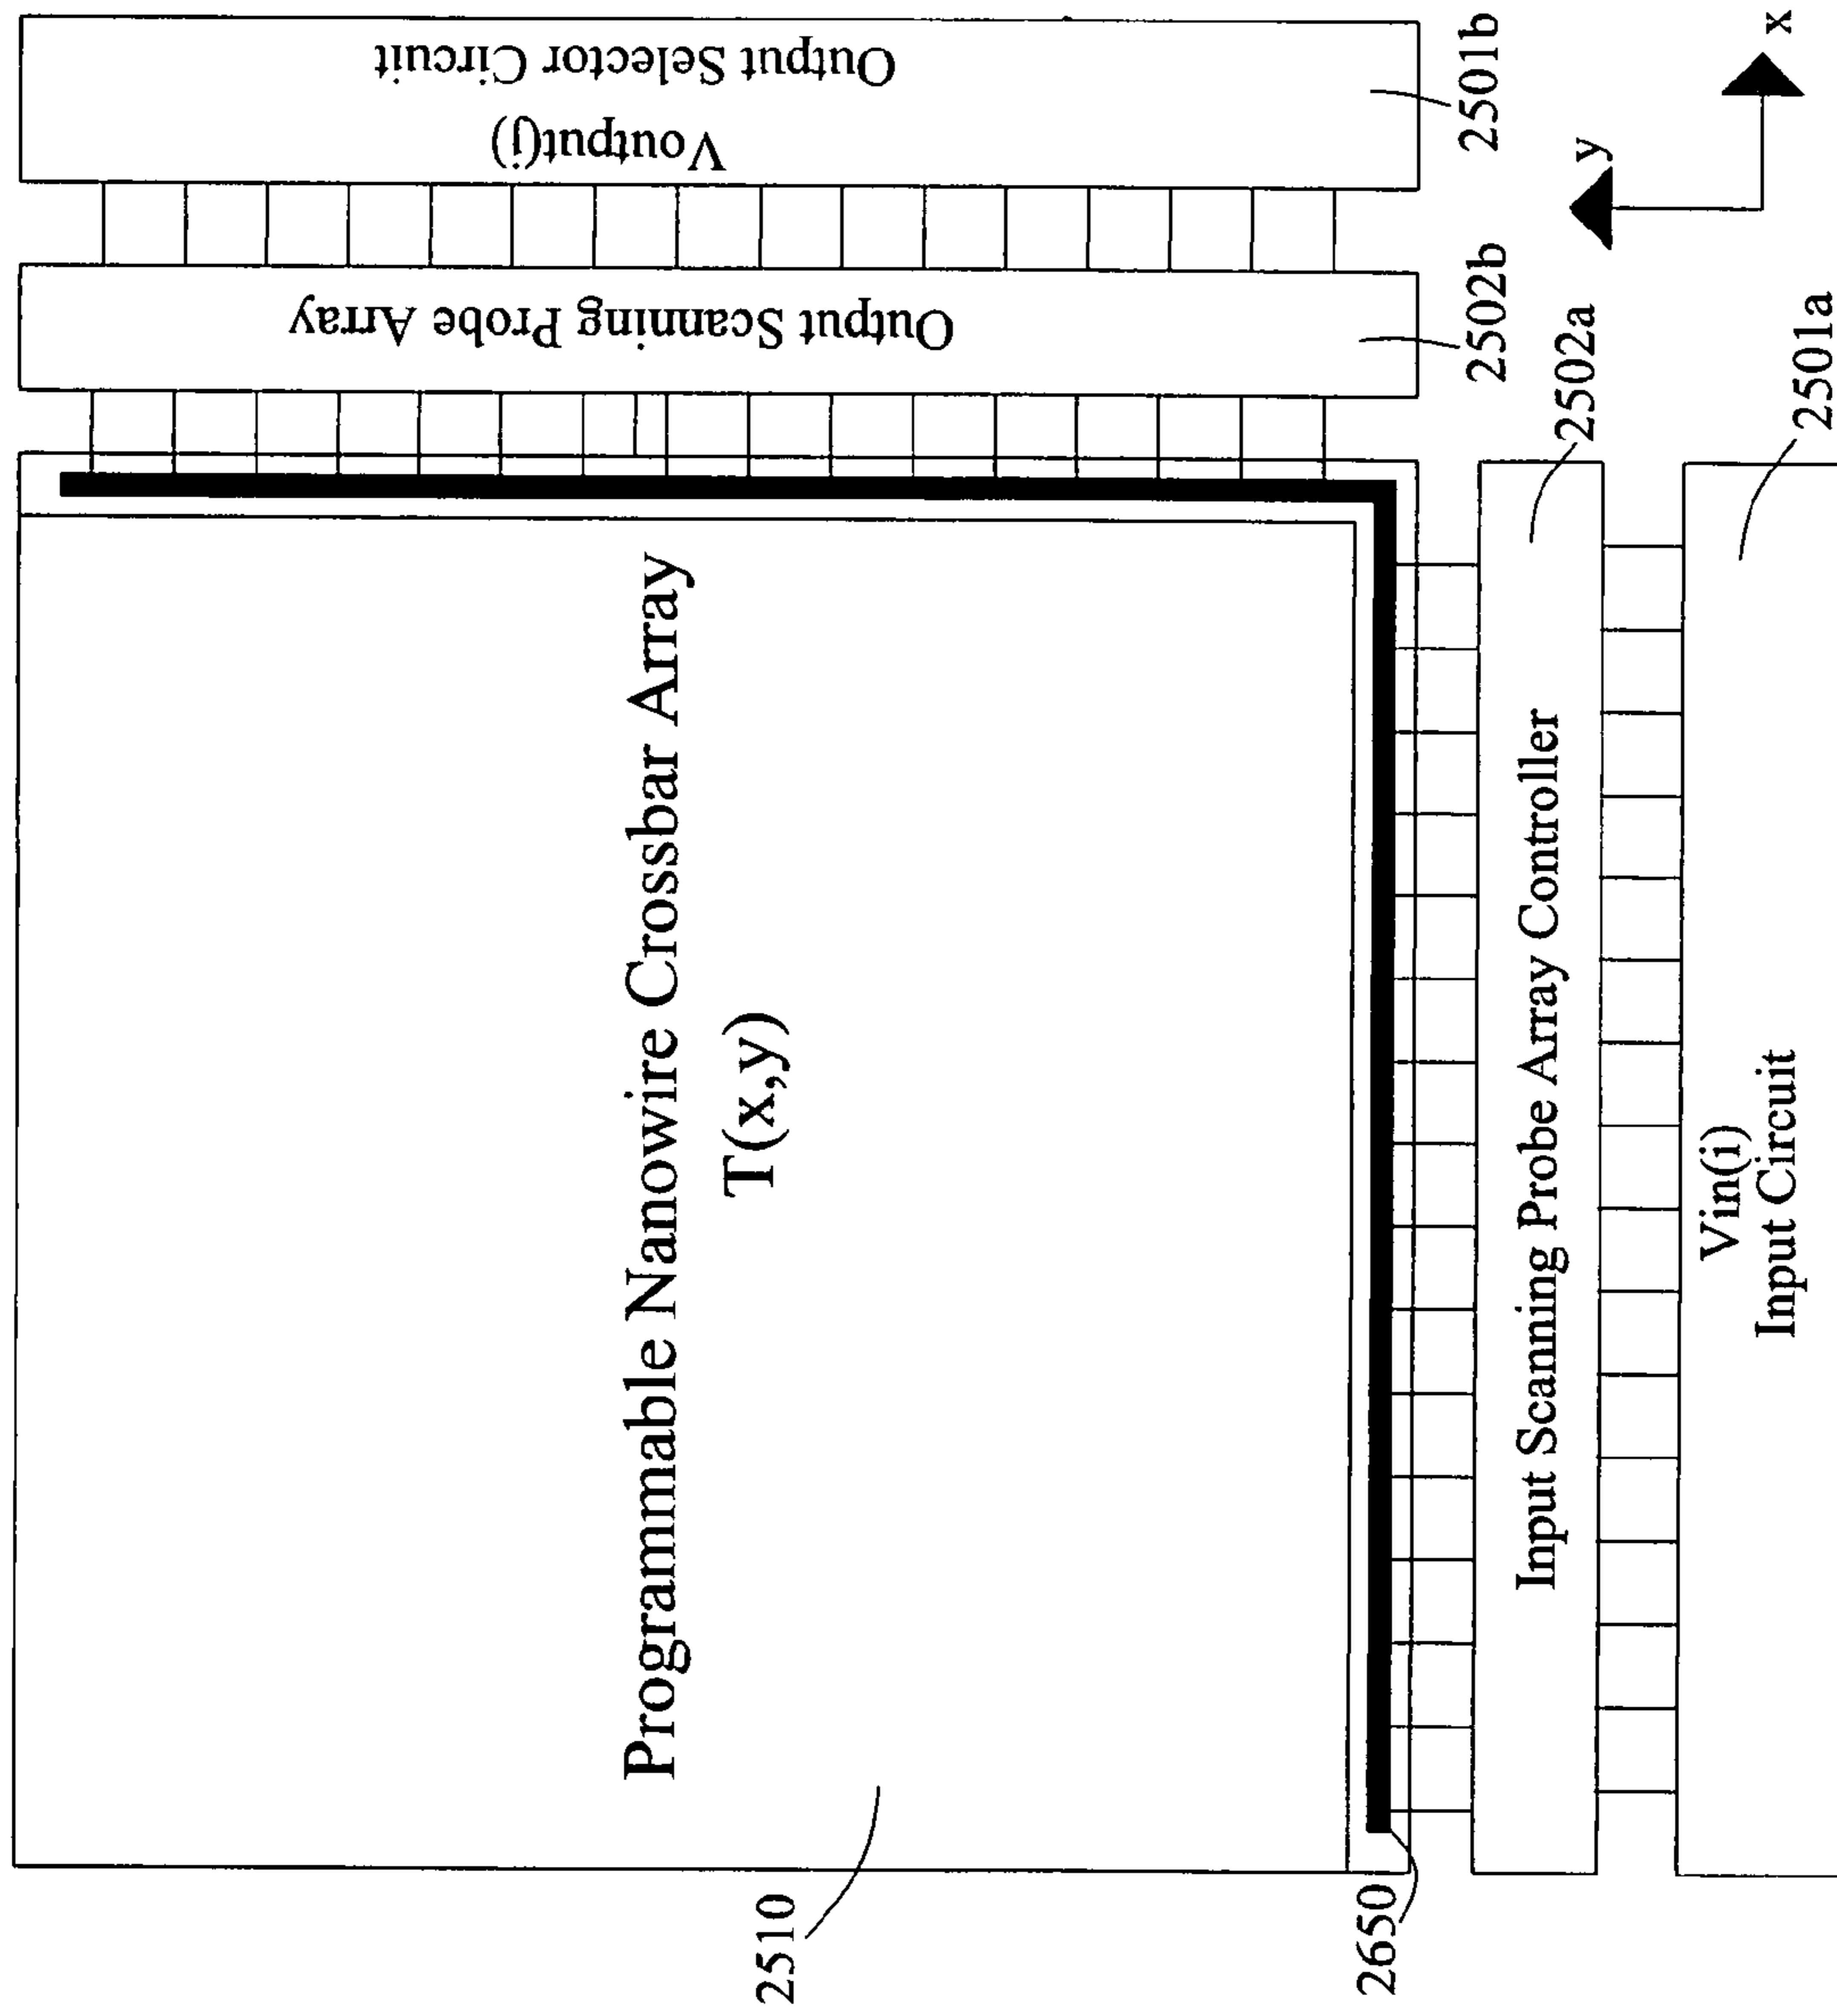 Output Selector Circuit
Voutput(j)
2501b
x
y
Output Scanning Probe Array
2502b
2502a
2501a
Programmable Nanowire Crossbar Array
T(x,y)
Input Scanning Probe Array Controller
Vin(i)
Input Circuit
2510
2650